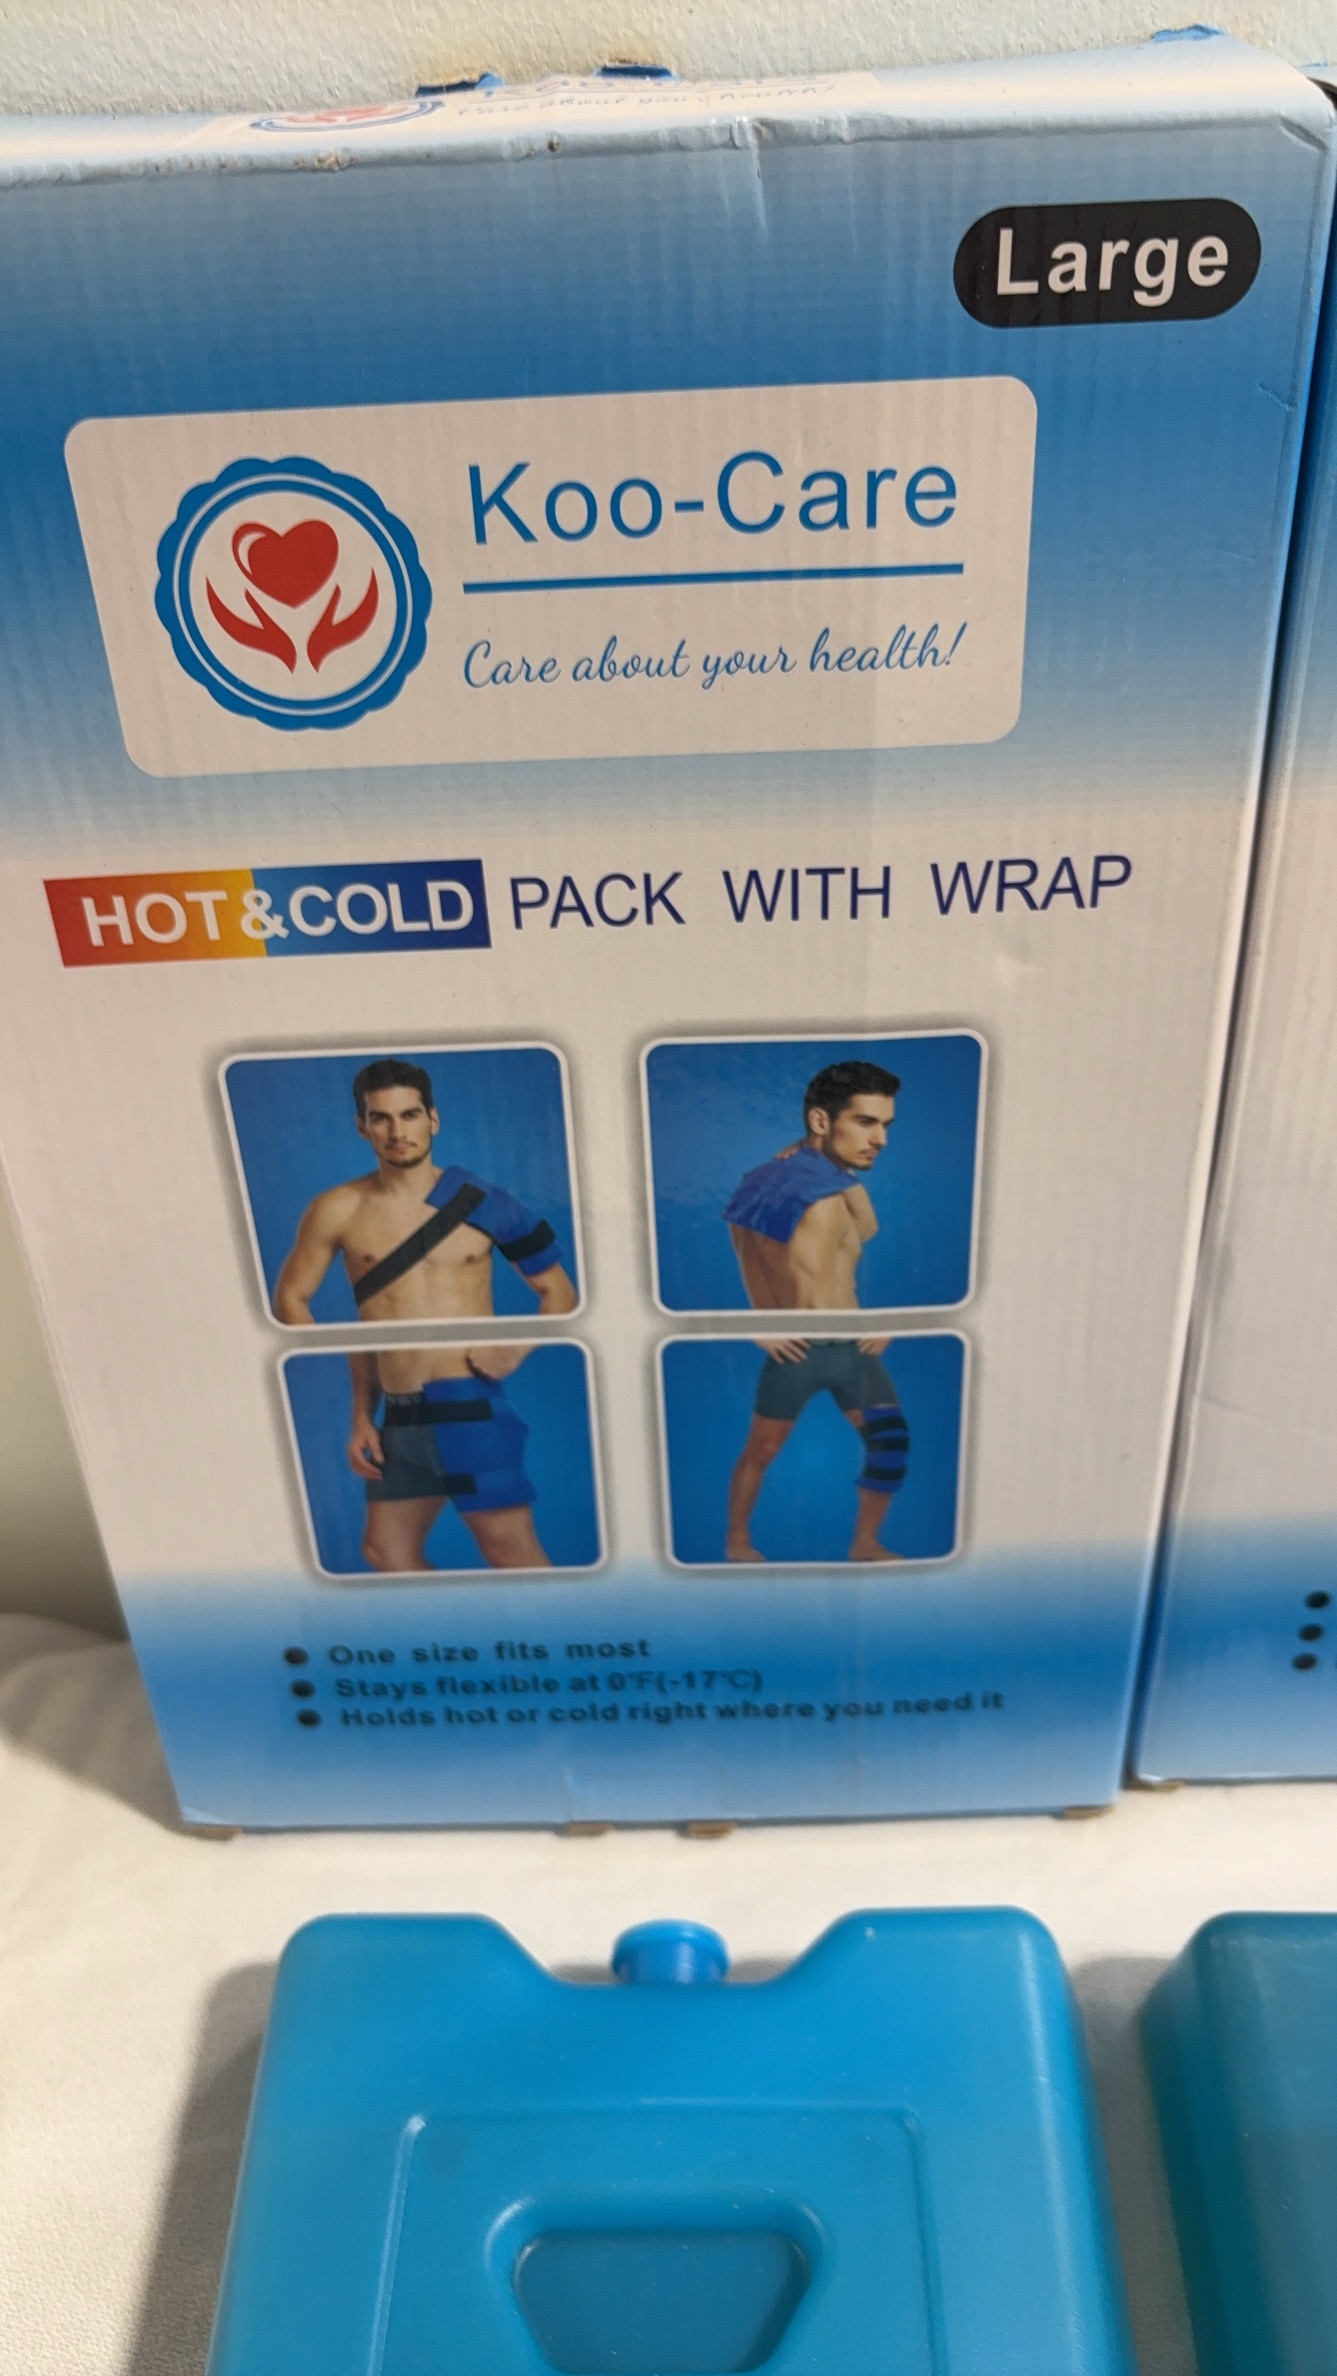 Large
Koo-Care
Care about your health!
HOT&COLD PACK WITH WRAP
● One size fits most
● Stays flexible at 0°F(-17°C)
● Holds hot or cold right where you need it